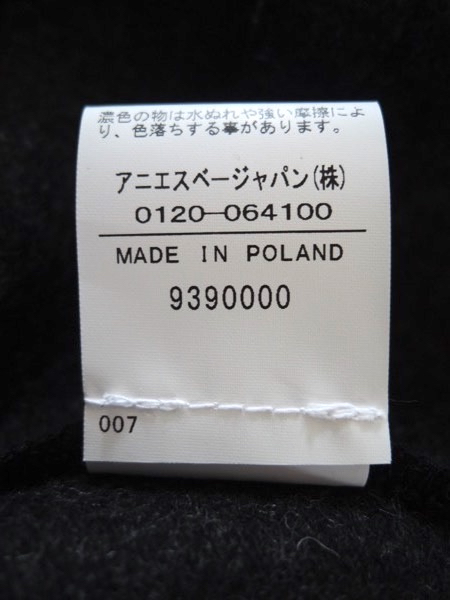 濃色の物は水ぬれや強い摩擦によ
り、色落ちする事があります。
アニエスベージャパン(株)
0120-064100
MADE IN POLAND
9390000
007